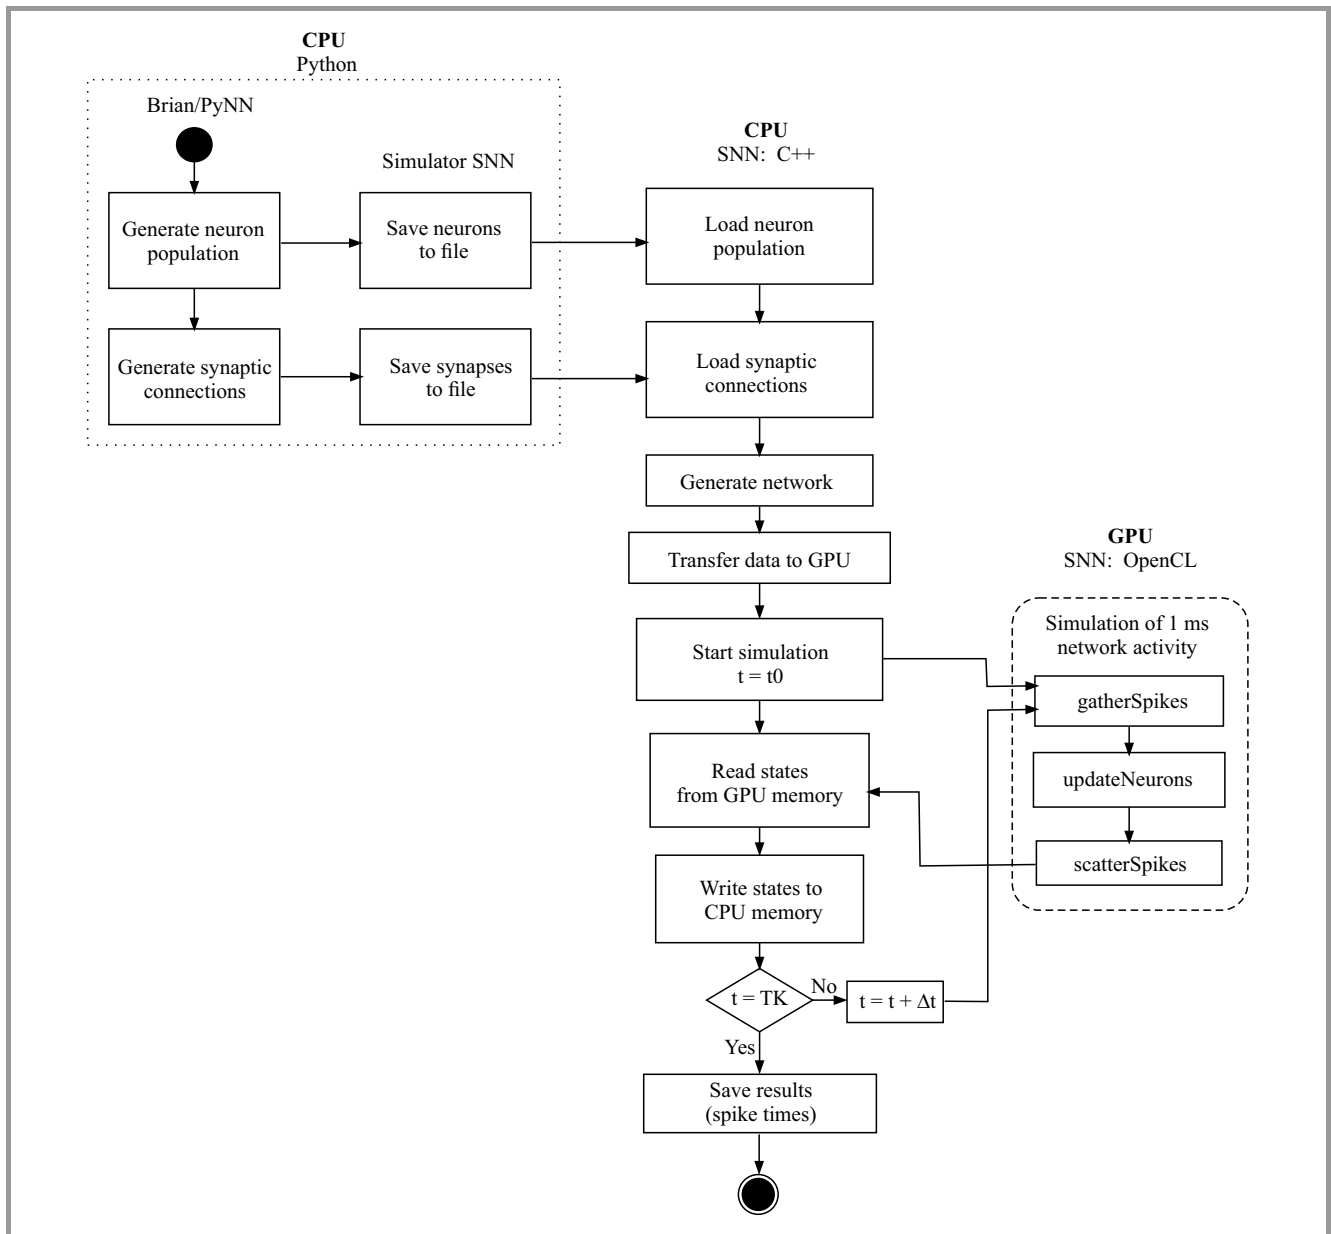 CPU
Python
Brian/PyNN
Simulator SNN
Generate neuron
population
Save neurons
to file
Generate synaptic
connections
Save synapses
to file
CPU
SNN: C++
Load neuron
population
Load synaptic
connections
Generate network
Transfer data to GPU
Start simulation
t = t0
Read states
from GPU memory
Write states to
CPU memory
t = TK
No
t = t + Δt
Yes
Save results
(spike times)
GPU
SNN: OpenCL
Simulation of 1 ms
network activity
gatherSpikes
updateNeurons
scatterSpikes